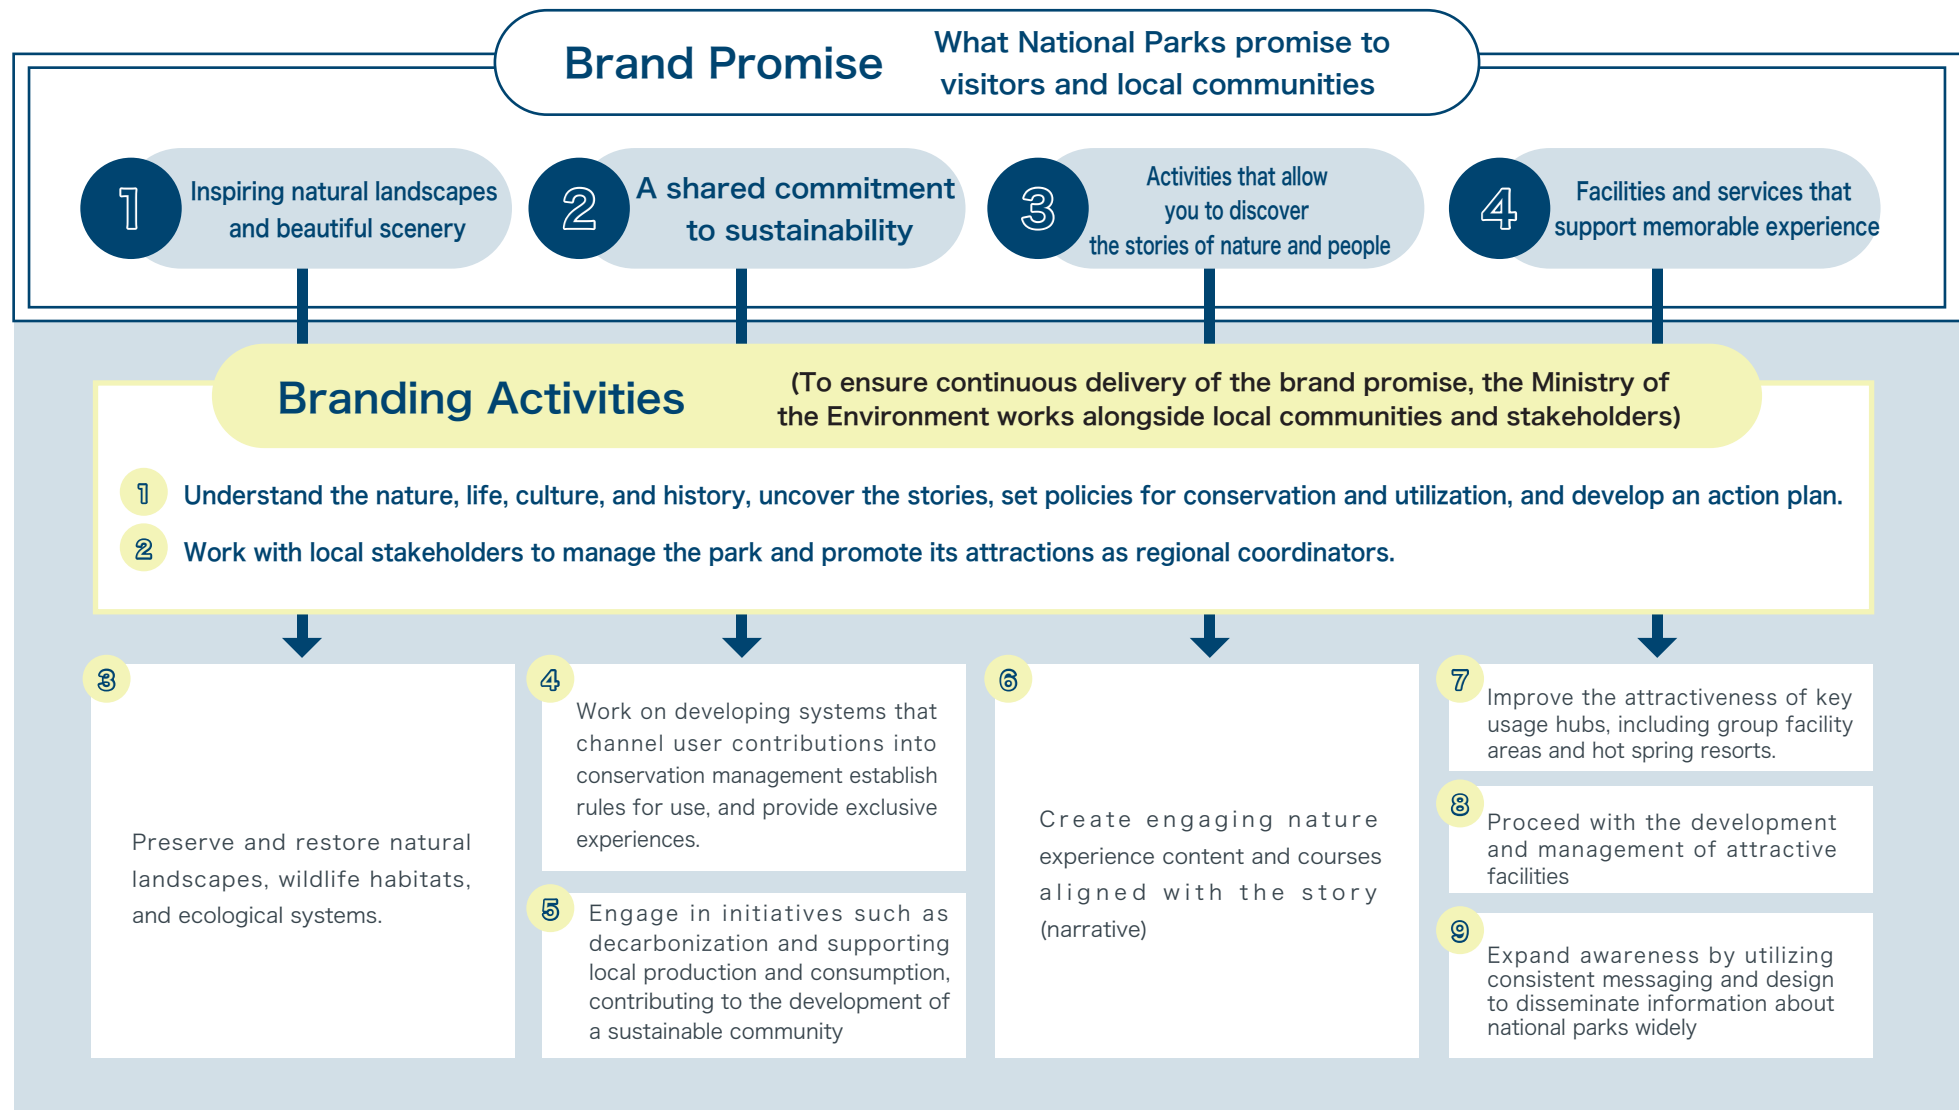 Brand Promise
What National Parks promise to
visitors and local communities
1
Inspiring natural landscapes
and beautiful scenery
2
A shared commitment
to sustainability
3
Activities that allow
you to discover
the stories of nature and people
4
Facilities and services that
support memorable experience
Branding Activities
(To ensure continuous delivery of the brand promise, the Ministry of
the Environment works alongside local communities and stakeholders)
1 Understand the nature, life, culture, and history, uncover the stories, set policies for conservation and utilization, and develop an action plan.
2 Work with local stakeholders to manage the park and promote its attractions as regional coordinators.
3
Preserve and restore natural
landscapes, wildlife habitats,
and ecological systems.
4
Work on developing systems that
channel user contributions into
conservation management establish
rules for use, and provide exclusive
experiences.
5
Engage in initiatives such as
decarbonization and supporting
local production and consumption,
contributing to the development of
a sustainable community
6
Create engaging nature
experience content and courses
aligned with the story
(narrative)
7
Improve the attractiveness of key
usage hubs, including group facility
areas and hot spring resorts.
8
Proceed with the development
and management of attractive
facilities
9
Expand awareness by utilizing
consistent messaging and design
to disseminate information about
national parks widely